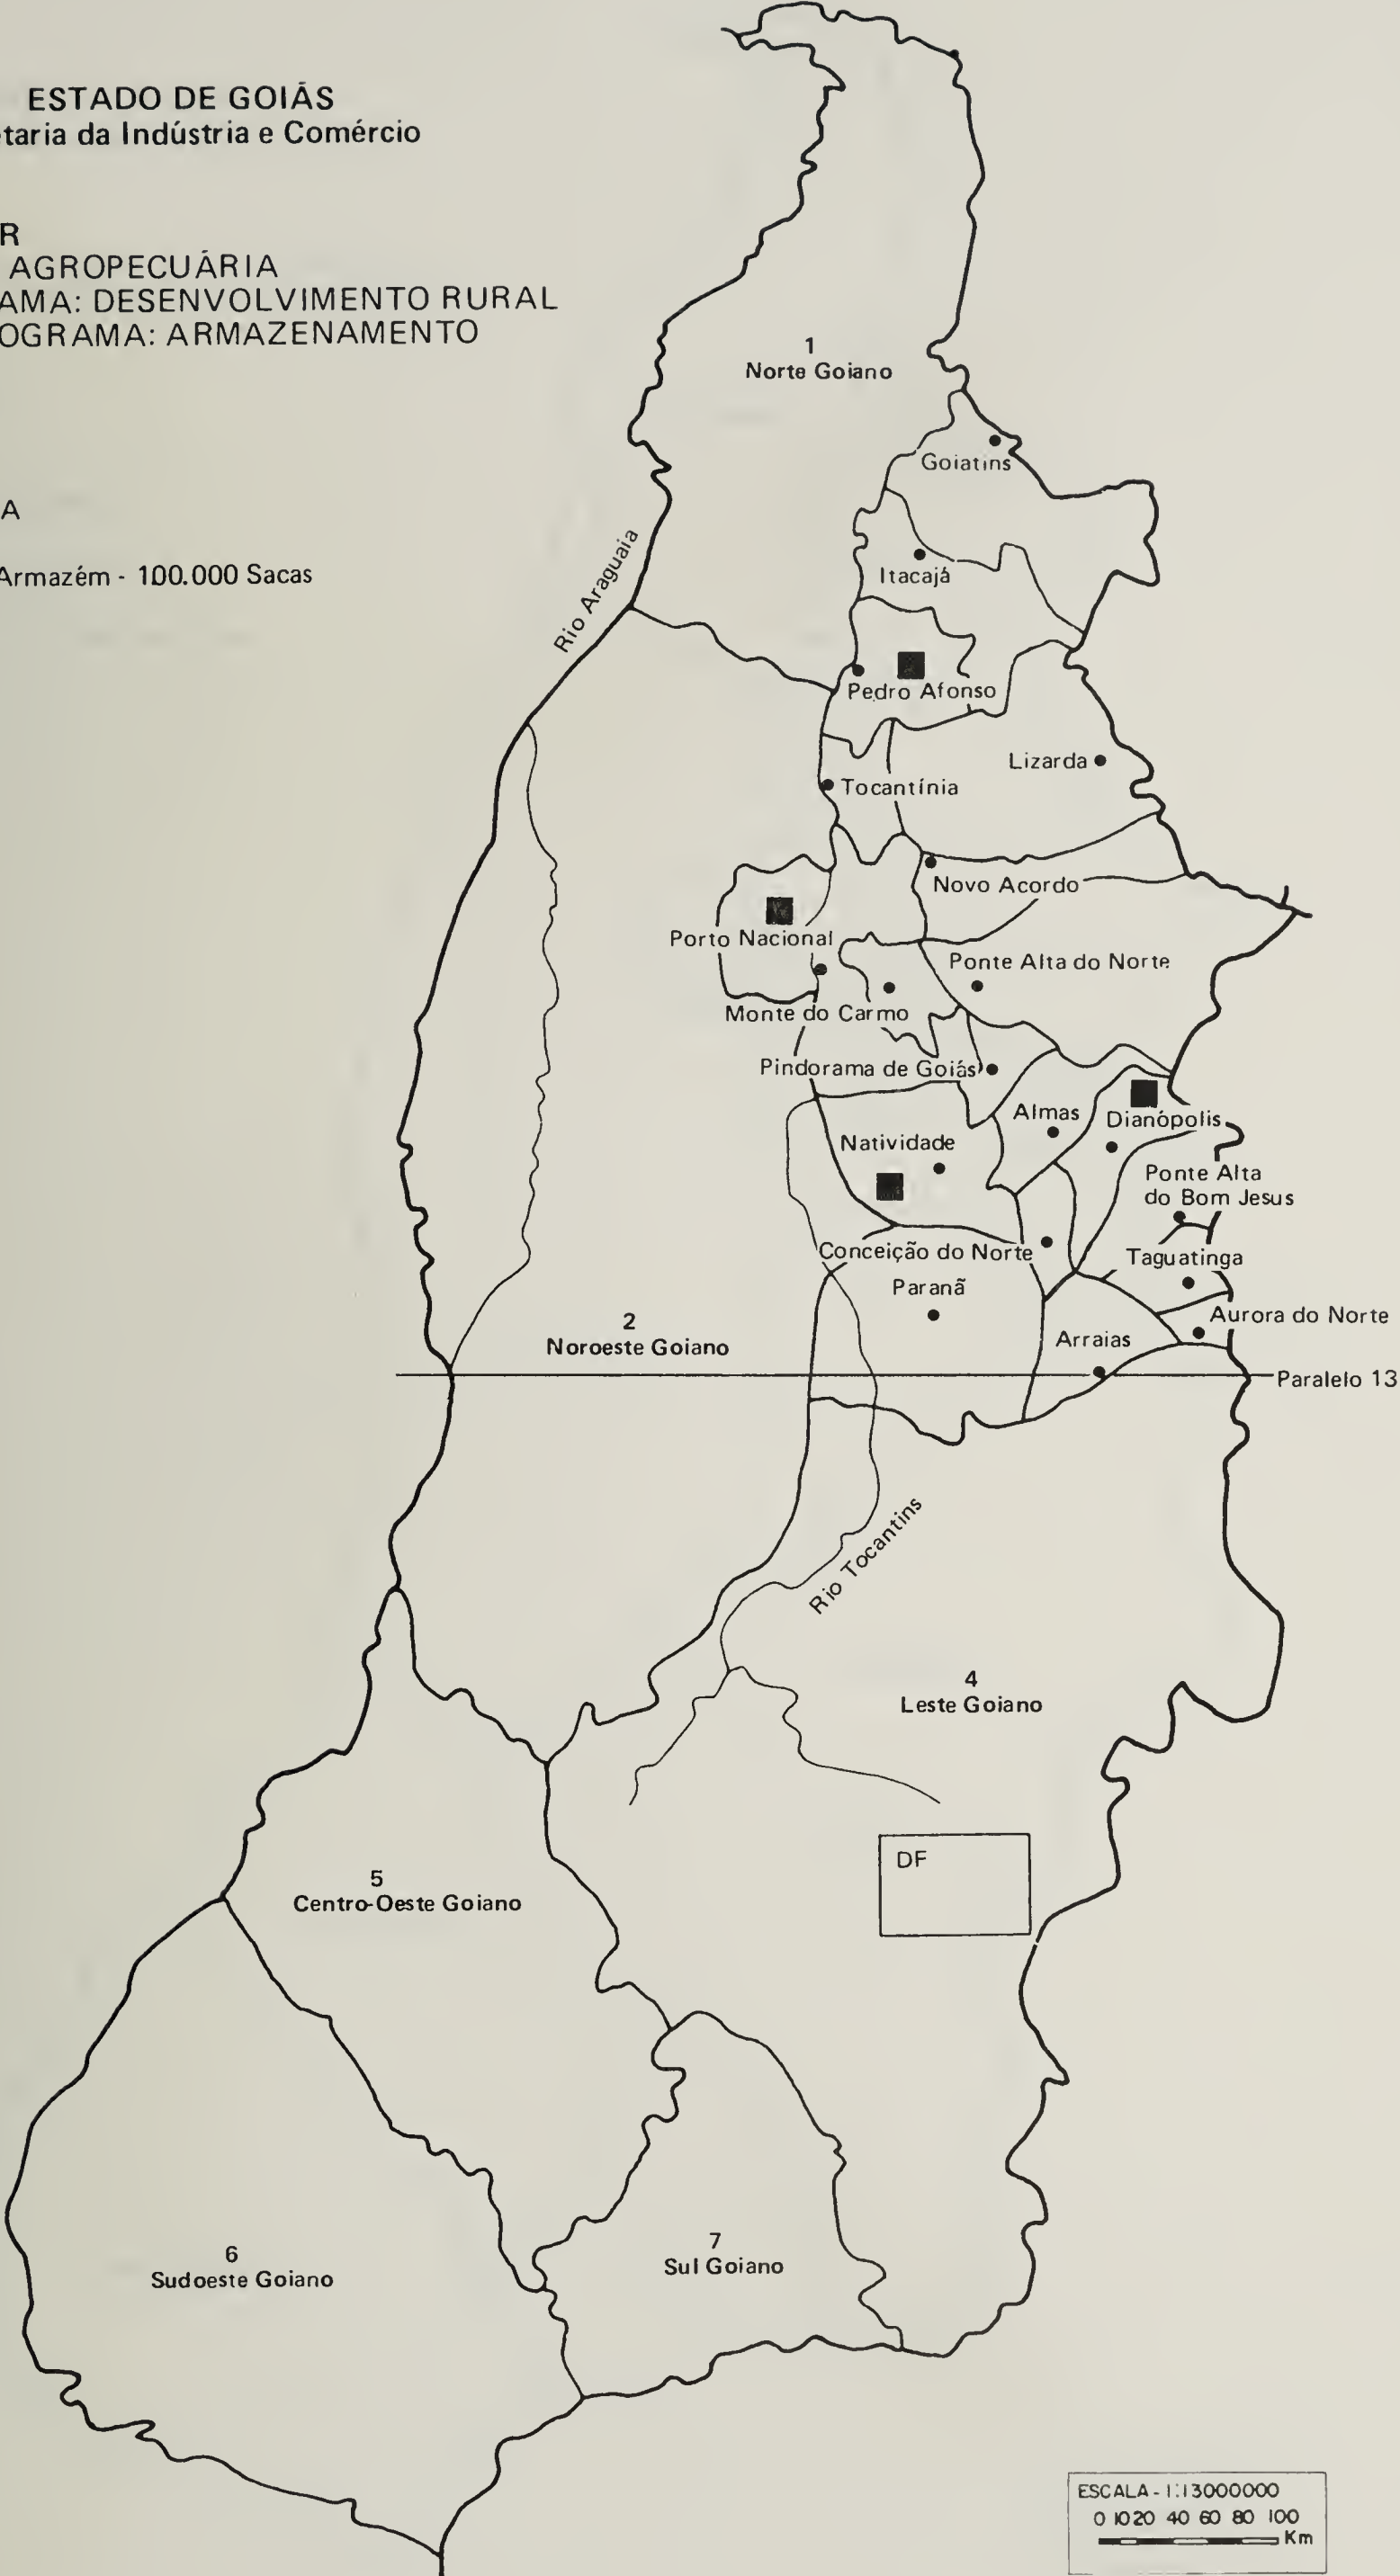 ESTADO DE GOIÁS
etaria da Indústria e Comércio
R
AGROPECUÁRIA
AMA: DESENVOLVIMENTO RURAL
OGRAMA: ARMAZENAMENTO
A
Armazém - 100.000 Sacas
1
Norte Goiano
Goiatins
Itacajá
Rio Araguaia
Pedro Afonso
Lizarda
Tocantínia
Novo Acordo
Porto Nacional
Ponte Alta do Norte
Monte do Carmo
Pindorama de Goiás
Almas
Dianópolis
Natividade
Ponte Alta
do Bom Jesus
Conceição do Norte
Taguatinga
Paranã
Aurora do Norte
2
Noroeste Goiano
Arraias
Paralelo 13
Rio Tocantins
4
Leste Goiano
DF
5
Centro-Oeste Goiano
6
Sudoeste Goiano
7
Sul Goiano
ESCALA - 1:13000000
0 10 20 40 60 80 100
Km